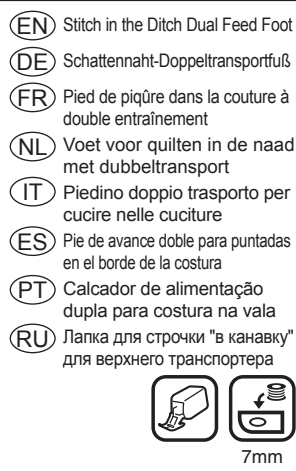 EN Stitch in the Ditch Dual Feed Foot
DE Schattennaht-Doppeltransportfuß
FR Pied de piqûre dans la couture à
double entraînement
NL Voet voor quilten in de naad
met dubbeltransport
IT Piedino doppio trasporto per
cucire nelle cuciture
ES Pie de avance doble para puntadas
en el borde de la costura
PT Calcador de alimentação
dupla para costura na vala
RU Лапка для строчки "в канавку"
для верхнего транспортера
7mm